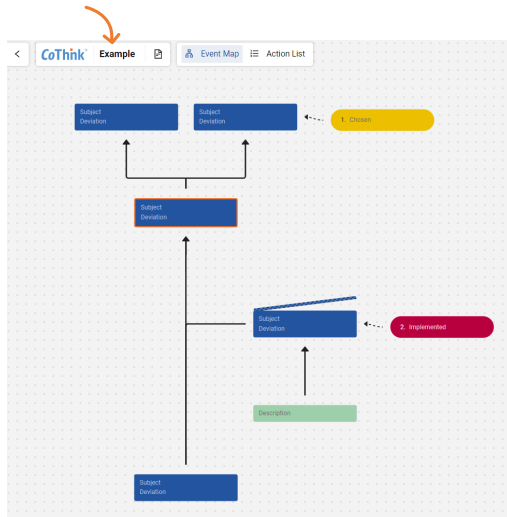 CoThink Example Event Map Action List
Subject
Deviation
Subject
Deviation
1. Chosen
Subject
Deviation
Subject
Deviation
2. Implemented
Description
Subject
Deviation